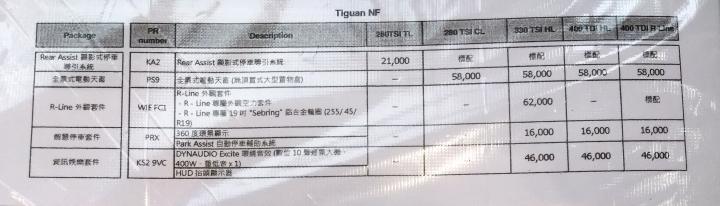 Tiguan NF
Package PR number Description 280TSI TL 280 TSI CL 330 TSI HL 400 TDI HL 400 TDI R Line
Rear Assist 顯影式停車導引系統 KA2 Rear Assist 顯影式停車導引系統 21,000 標配 標配 標配 標配
全景式電動天窗 PS9 全景式電動天窗 (無頂置式大型置物盒) – 58,000 58,000 58,000 58,000
R-Line 外觀套件 WIE FC1 R-Line 外觀套件 – – 62,000 – 標配
- R - Line 專屬外觀空力套件
- R - Line 專屬 19 吋 "Sebring" 鋁合金輪圈 (255/ 45/ R19)
智慧停車套件 PRX 360 度環景顯示 – – 16,000 16,000 16,000
Park Assist 自動停車輔助系統
資訊娛樂套件 KS2 9VC DYNAUDIO Excite 環繞音效 (數位 10 聲道擴大機、 – – 46,000 46,000 46,000
400W、重低音 x 1)
HUD 抬頭顯示器